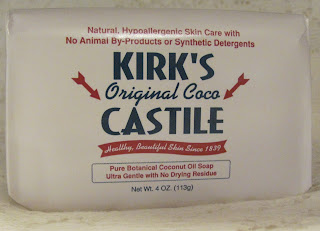 Natural, Hypoallergenic Skin Care with
No Animal By-Products or Synthetic Detergents
KIRK'S
Original Coco
CASTILE
Healthy, Beautiful Skin Since 1839
Pure Botanical Coconut Oil Soap
Ultra Gentle with No Drying Residue
Net Wt. 4 OZ. (113g)